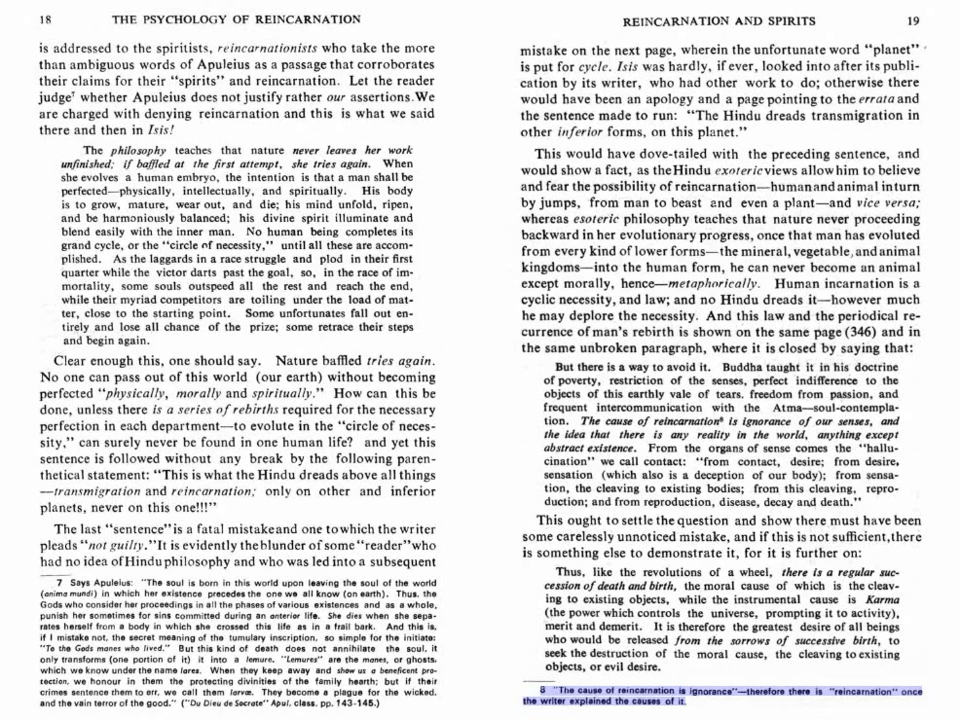 18 THE PSYCHOLOGY OF REINCARNATION
is addressed to the spiritists, reincarnationists who take the more
than ambiguous words of Apuleius as a passage that corroborates
their claims for their "spirits" and reincarnation. Let the reader
judge⁷ whether Apuleius does not justify rather our assertions.We
are charged with denying reincarnation and this is what we said
there and then in Isis!
The philosophy teaches that nature never leaves her work
unfinished; if baffled at the first attempt, she tries again. When
she evolves a human embryo, the intention is that a man shall be
perfected—physically, intellectually, and spiritually. His body
is to grow, mature, wear out, and die; his mind unfold, ripen,
and be harmoniously balanced; his divine spirit illuminate and
blend easily with the inner man. No human being completes its
grand cycle, or the "circle of necessity," until all these are accom-
plished. As the laggards in a race struggle and plod in their first
quarter while the victor darts past the goal, so, in the race of im-
mortality, some souls outspeed all the rest and reach the end,
while their myriad competitors are toiling under the load of mat-
ter, close to the starting point. Some unfortunates fall out en-
tirely and lose all chance of the prize; some retrace their steps
and begin again.
Clear enough this, one should say. Nature baffled tries again.
No one can pass out of this world (our earth) without becoming
perfected "physically, morally and spiritually." How can this be
done, unless there is a series of rebirths required for the necessary
perfection in each department—to evolute in the "circle of neces-
sity," can surely never be found in one human life? and yet this
sentence is followed without any break by the following paren-
thetical statement: "This is what the Hindu dreads above all things
—transmigration and reincarnation; only on other and inferior
planets, never on this one!!!"
The last "sentence" is a fatal mistake and one to which the writer
pleads "not guilty."It is evidently the blunder of some "reader" who
had no idea of Hindu philosophy and who was led into a subsequent
7 Says Apuleius: "The soul is born in this world upon leaving the soul of the world
(anima mundi) in which her existence precedes the one we all know (on earth). Thus, the
Gods who consider her proceedings in all the phases of various existences and as a whole,
punish her sometimes for sins committed during an anterior life. She dies when she sepa-
rates herself from a body in which she crossed this life as in a frail bark. And this is,
if I mistake not, the secret meaning of the tumulary inscription, so simple for the initiate:
"To the Gods manes who lived." But this kind of death does not annihilate the soul, it
only transforms (one portion of it) it into a lemure. "Lemures" are the manes, or ghosts,
which we know under the name lares. When they keep away and show us a beneficent pro-
tection, we honour in them the protecting divinities of the family hearth; but if their
crimes sentence them to err, we call them larvæ. They become a plague for the wicked,
and the vain terror of the good." ("Du Dieu de Socrate" Apul. class. pp. 143-145.)
REINCARNATION AND SPIRITS 19
mistake on the next page, wherein the unfortunate word "planet"
is put for cycle. Isis was hardly, if ever, looked into after its publi-
cation by its writer, who had other work to do; otherwise there
would have been an apology and a page pointing to the errata and
the sentence made to run: "The Hindu dreads transmigration in
other inferior forms, on this planet."
This would have dove-tailed with the preceding sentence, and
would show a fact, as the Hindu exoteric views allow him to believe
and fear the possibility of reincarnation—human and animal in turn
by jumps, from man to beast and even a plant—and vice versa;
whereas esoteric philosophy teaches that nature never proceeding
backward in her evolutionary progress, once that man has evoluted
from every kind of lower forms—the mineral, vegetable, and animal
kingdoms—into the human form, he can never become an animal
except morally, hence—metaphorically. Human incarnation is a
cyclic necessity, and law; and no Hindu dreads it—however much
he may deplore the necessity. And this law and the periodical re-
currence of man's rebirth is shown on the same page (346) and in
the same unbroken paragraph, where it is closed by saying that:
But there is a way to avoid it. Buddha taught it in his doctrine
of poverty, restriction of the senses, perfect indifference to the
objects of this earthly vale of tears. freedom from passion, and
frequent intercommunication with the Atma—soul-contempla-
tion. The cause of reincarnation⁸ is ignorance of our senses, and
the idea that there is any reality in the world, anything except
abstract existence. From the organs of sense comes the "hallu-
cination" we call contact: "from contact, desire; from desire,
sensation (which also is a deception of our body); from sensa-
tion, the cleaving to existing bodies; from this cleaving, repro-
duction; and from reproduction, disease, decay and death."
This ought to settle the question and show there must have been
some carelessly unnoticed mistake, and if this is not sufficient,there
is something else to demonstrate it, for it is further on:
Thus, like the revolutions of a wheel, there is a regular suc-
cession of death and birth, the moral cause of which is the cleav-
ing to existing objects, while the instrumental cause is Karma
(the power which controls the universe, prompting it to activity),
merit and demerit. It is therefore the greatest desire of all beings
who would be released from the sorrows of successive birth, to
seek the destruction of the moral cause, the cleaving to existing
objects, or evil desire.
8 "The cause of reincarnation is ignorance"—therefore there is "reincarnation" once
the writer explained the causes of it.